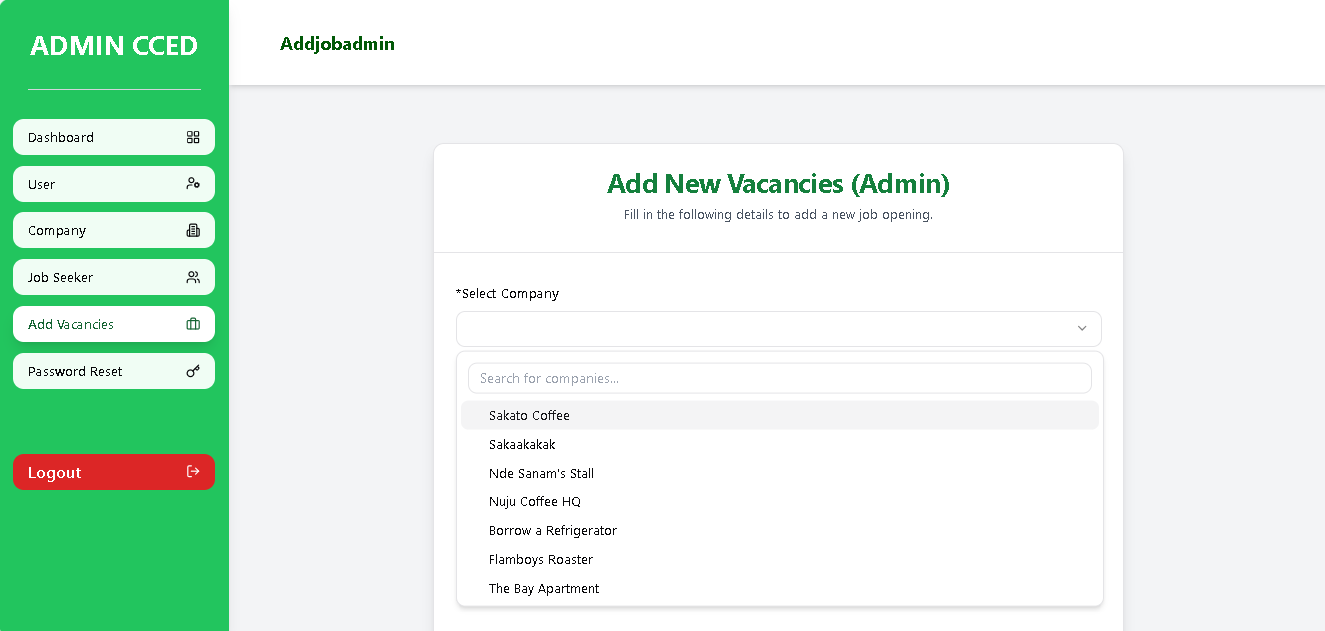 ADMIN CCED
Addjobadmin
Dashboard
User
Company
Job Seeker
Add Vacancies
Password Reset
Logout
Add New Vacancies (Admin)
Fill in the following details to add a new job opening.
*Select Company
Search for companies...
Sakato Coffee
Sakaakakak
Nde Sanam's Stall
Nuju Coffee HQ
Borrow a Refrigerator
Flamboys Roaster
The Bay Apartment